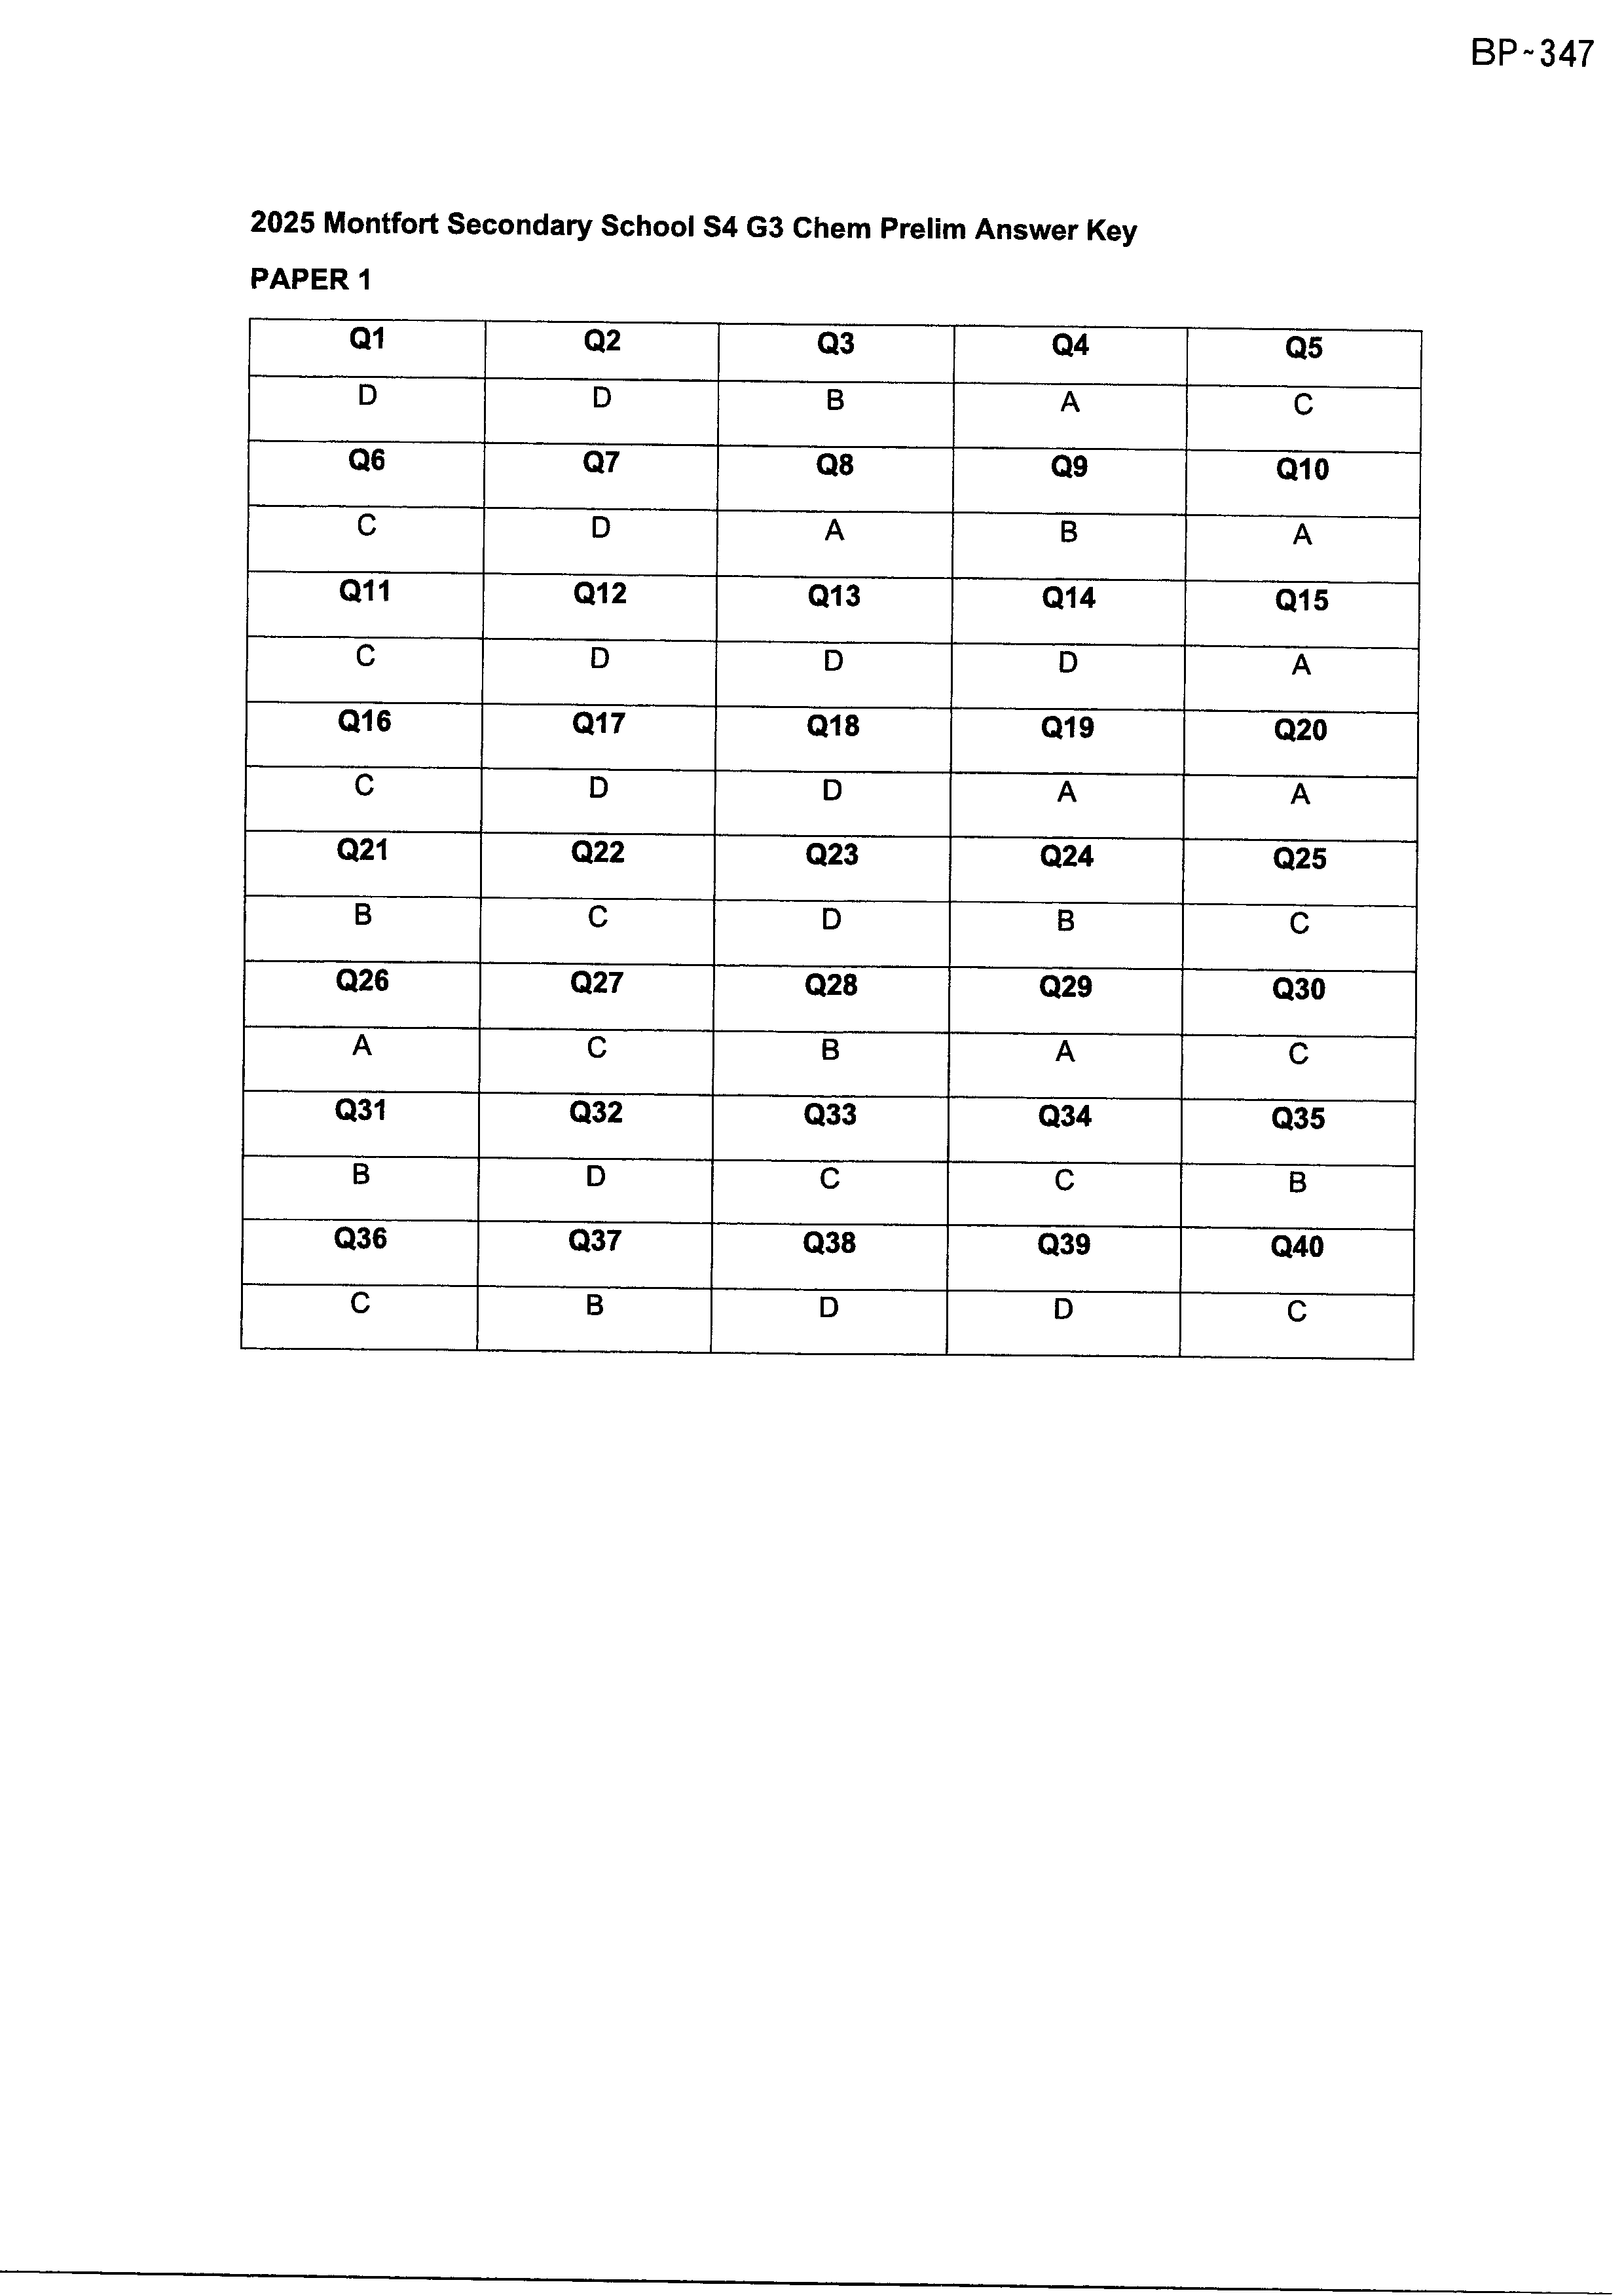 BP~347
2025 Montfort Secondary School S4 G3 Chem Prelim Answer Key
PAPER 1
Q1 Q2 Q3 Q4 Q5
D D B A C
Q6 Q7 Q8 Q9 Q10
C D A B A
Q11 Q12 Q13 Q14 Q15
C D D D A
Q16 Q17 Q18 Q19 Q20
C D D A A
Q21 Q22 Q23 Q24 Q25
B C D B C
Q26 Q27 Q28 Q29 Q30
A C B A C
Q31 Q32 Q33 Q34 Q35
B D C C B
Q36 Q37 Q38 Q39 Q40
C B D D C